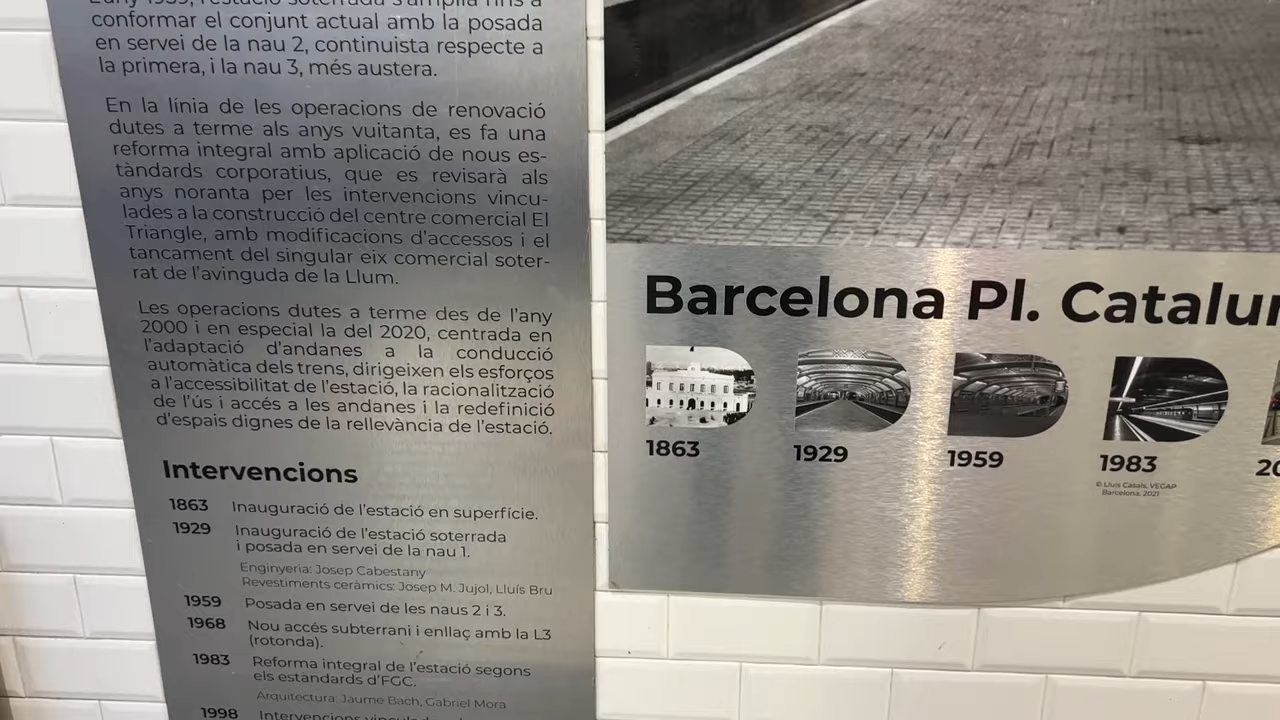 conformar el conjunt actual amb la posada
en servei de la nau 2, continuista respecte a
la primera, i la nau 3, més austera.
En la línia de les operacions de renovació
dutes a terme als anys vuitanta, es fa una
reforma integral amb aplicació de nous es-
tàndards corporatius, que es revisarà als
anys noranta per les intervencions vincu-
lades a la construcció del centre comercial El
Triangle, amb modificacions d'accessos i el
tancament del singular eix comercial soter-
rat de l'avinguda de la Llum.
Les operacions dutes a terme des de l'any
2000 i en especial la del 2020, centrada en
l'adaptació d'andanes a la conducció
automàtica dels trens, dirigeixen els esforços
a l'accessibilitat de l'estació, la racionalització
de l'ús i accés a les andanes i la redefinició
d'espais dignes de la rellevància de l'estació.
Intervencions
1863 Inauguració de l'estació en superfície.
1929 Inauguració de l'estació soterrada
i posada en servei de la nau 1.
Enginyeria: Josep Cabestany
Revestiments ceràmics: Josep M. Jujol, Lluís Bru
1959 Posada en servei de les naus 2 i 3.
1968 Nou accés subterrani i enllaç amb la L3
(rotonda).
1983 Reforma integral de l'estació segons
els estandards d'FGC.
Arquitectura: Jaume Bach, Gabriel Mora
1998 Intervencions
Barcelona Pl. Catalu
1863 1929 1959 1983
© Lluís Casals, VEGAP
Barcelona, 2021